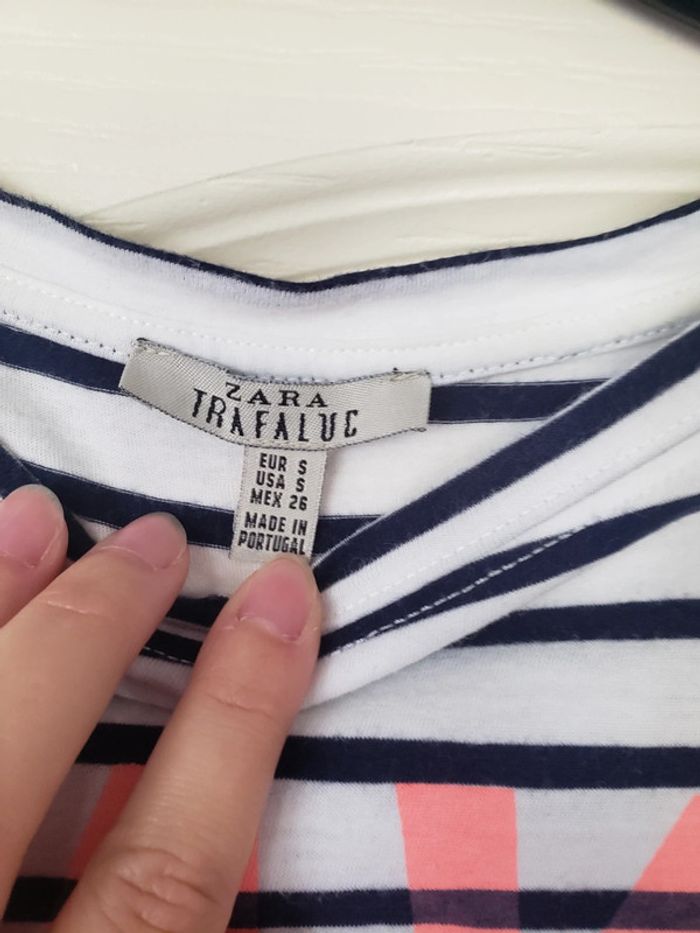 ZARA
TRAFALUC
EUR S
USA S
MEX 26
MADE IN
PORTUGAL